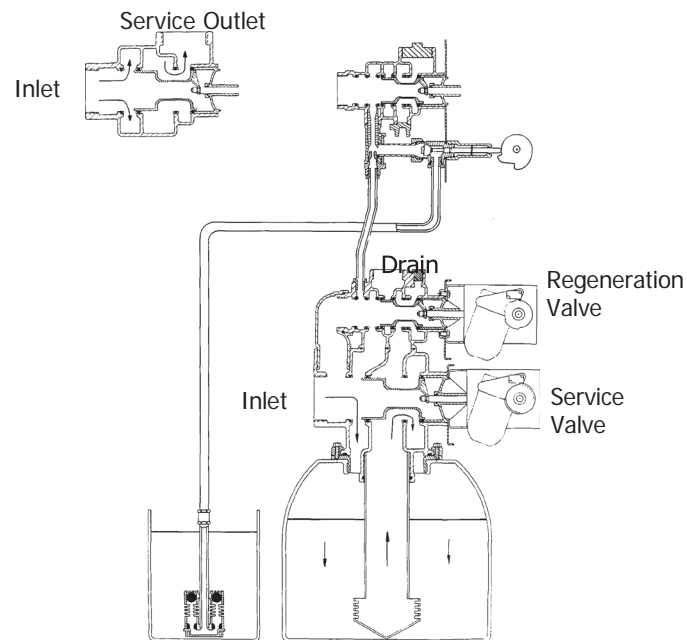 Service Outlet
Inlet
Drain
Regeneration
Valve
Inlet
Service
Valve